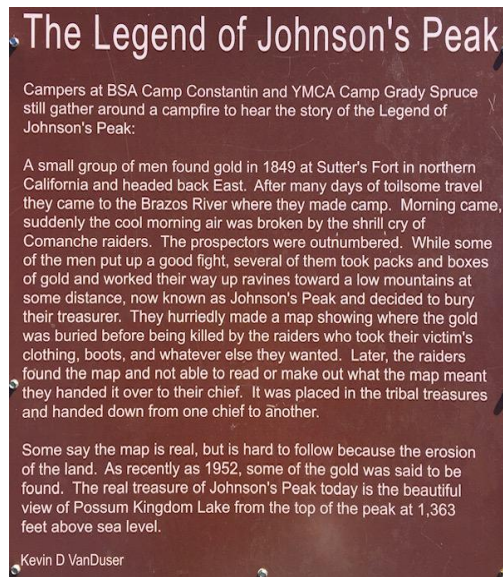 The Legend of Johnson's Peak
Campers at BSA Camp Constantin and YMCA Camp Grady Spruce
still gather around a campfire to hear the story of the Legend of
Johnson's Peak:
A small group of men found gold in 1849 at Sutter's Fort in northern
California and headed back East. After many days of toilsome travel
they came to the Brazos River where they made camp. Morning came,
suddenly the cool morning air was broken by the shrill cry of
Comanche raiders. The prospectors were outnumbered. While some
of the men put up a good fight, several of them took packs and boxes
of gold and worked their way up ravines toward a low mountains at
some distance, now known as Johnson's Peak and decided to bury
their treasurer. They hurriedly made a map showing where the gold
was buried before being killed by the raiders who took their victim's
clothing, boots, and whatever else they wanted. Later, the raiders
found the map and not able to read or make out what the map meant
they handed it over to their chief. It was placed in the tribal treasures
and handed down from one chief to another.
Some say the map is real, but is hard to follow because the erosion
of the land. As recently as 1952, some of the gold was said to be
found. The real treasure of Johnson's Peak today is the beautiful
view of Possum Kingdom Lake from the top of the peak at 1,363
feet above sea level.
Kevin D VanDuser